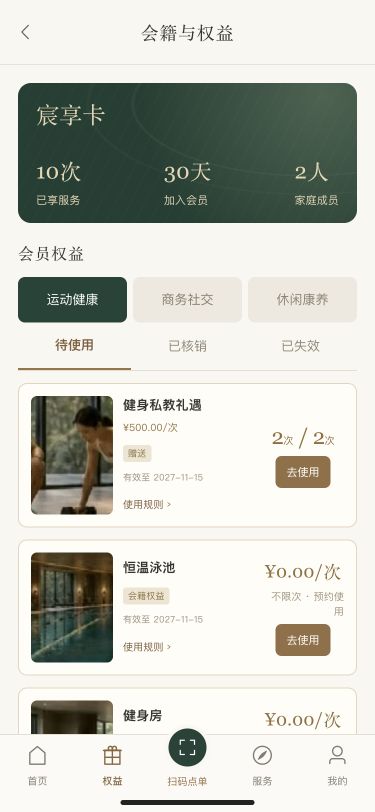 会籍与权益
宸享卡
10次
30天
2人
已享服务
加入会员
家庭成员
会员权益
运动健康
商务社交
休闲康养
待使用
已核销
已失效
健身私教礼遇
¥500.00/次
赠送
有效至 2027-11-15
使用规则 >
2次 / 2次
去使用
恒温泳池
会籍权益
有效至 2027-11-15
使用规则 >
¥0.00/次
不限次 · 预约使
用
去使用
健身房
¥0.00/次
首页
权益
扫码点单
服务
我的